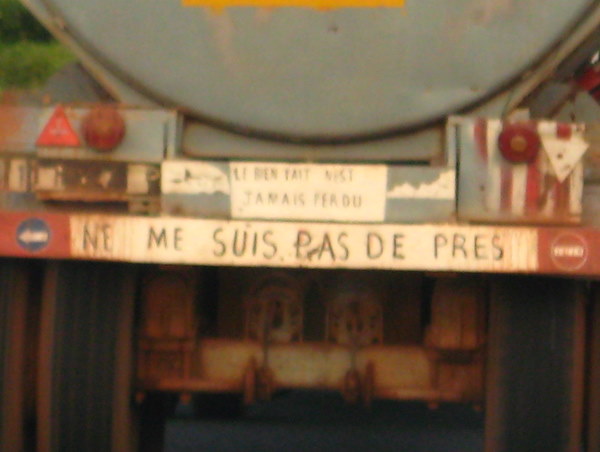 LE BIEN FAIT N'EST
JAMAIS PERDU
NE ME SUIS PAS DE PRES